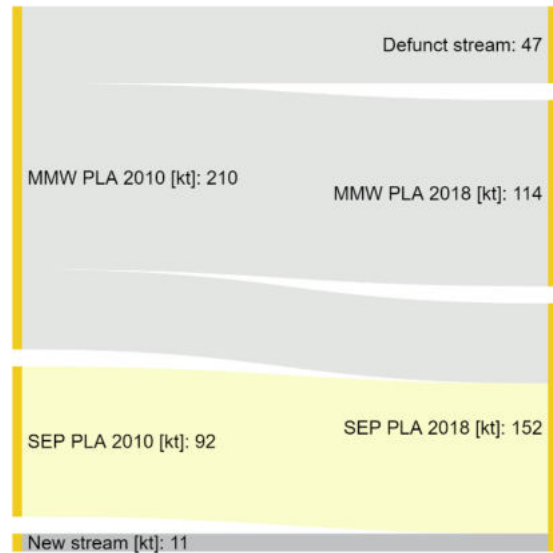 Defunct stream: 47
MMW PLA 2010 [kt]: 210
MMW PLA 2018 [kt]: 114
SEP PLA 2018 [kt]: 152
SEP PLA 2010 [kt]: 92
New stream [kt]: 11